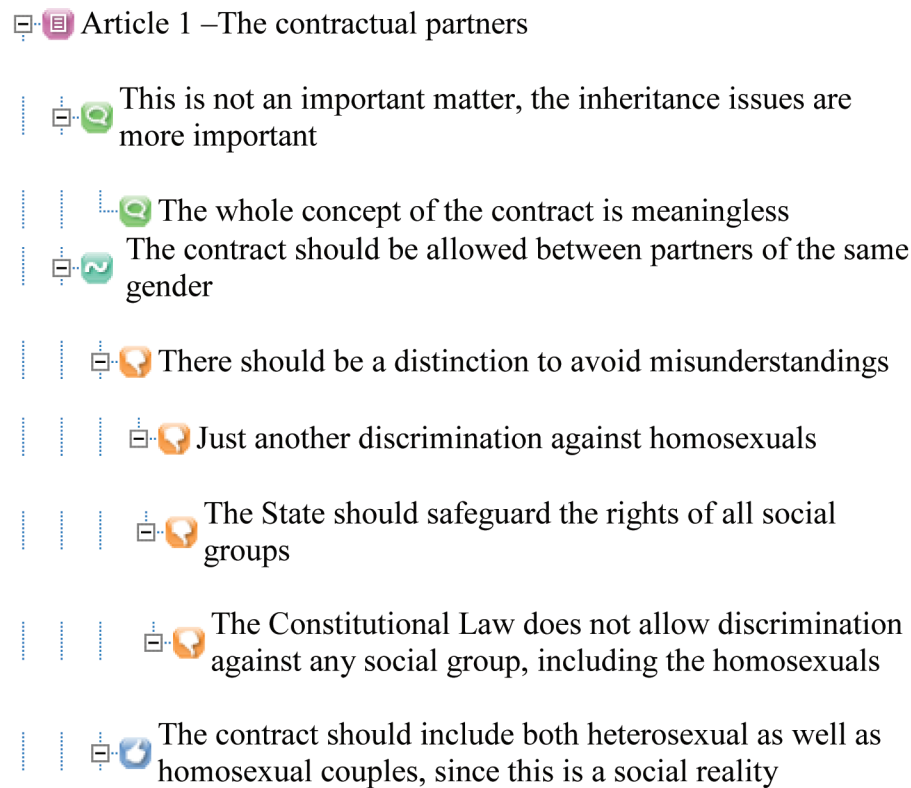 Article 1 –The contractual partners
This is not an important matter, the inheritance issues are
more important
The whole concept of the contract is meaningless
The contract should be allowed between partners of the same
gender
There should be a distinction to avoid misunderstandings
Just another discrimination against homosexuals
The State should safeguard the rights of all social
groups
The Constitutional Law does not allow discrimination
against any social group, including the homosexuals
The contract should include both heterosexual as well as
homosexual couples, since this is a social reality